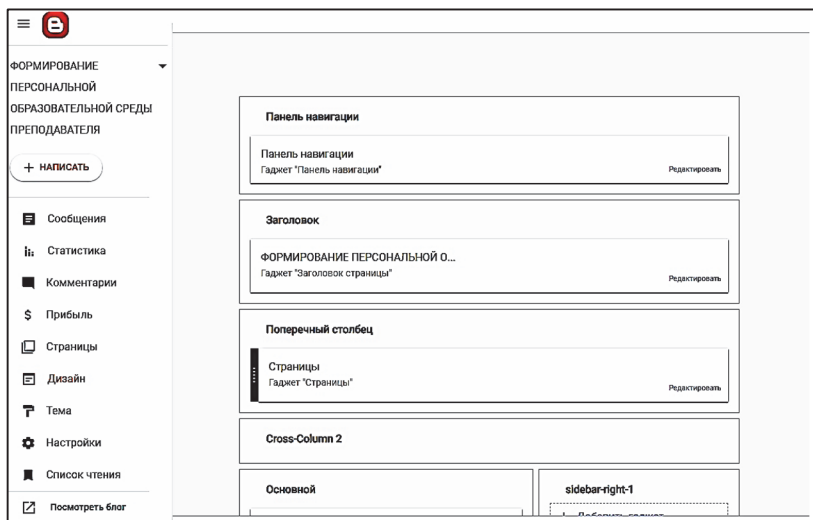 ФОРМИРОВАНИЕ
ПЕРСОНАЛЬНОЙ
ОБРАЗОВАТЕЛЬНОЙ СРЕДЫ
ПРЕПОДАВАТЕЛЯ
+ НАПИСАТЬ
Сообщения
Статистика
Комментарии
$ Прибыль
Страницы
Дизайн
Тема
Настройки
Список чтения
Посмотреть блог
Панель навигации
Панель навигации
Гаджет "Панель навигации"
Редактировать
Заголовок
ФОРМИРОВАНИЕ ПЕРСОНАЛЬНОЙ О...
Гаджет "Заголовок страницы"
Редактировать
Поперечный столбец
Страницы
Гаджет "Страницы"
Редактировать
Cross-Column 2
Основной
sidebar-right-1
Добавить гаджет